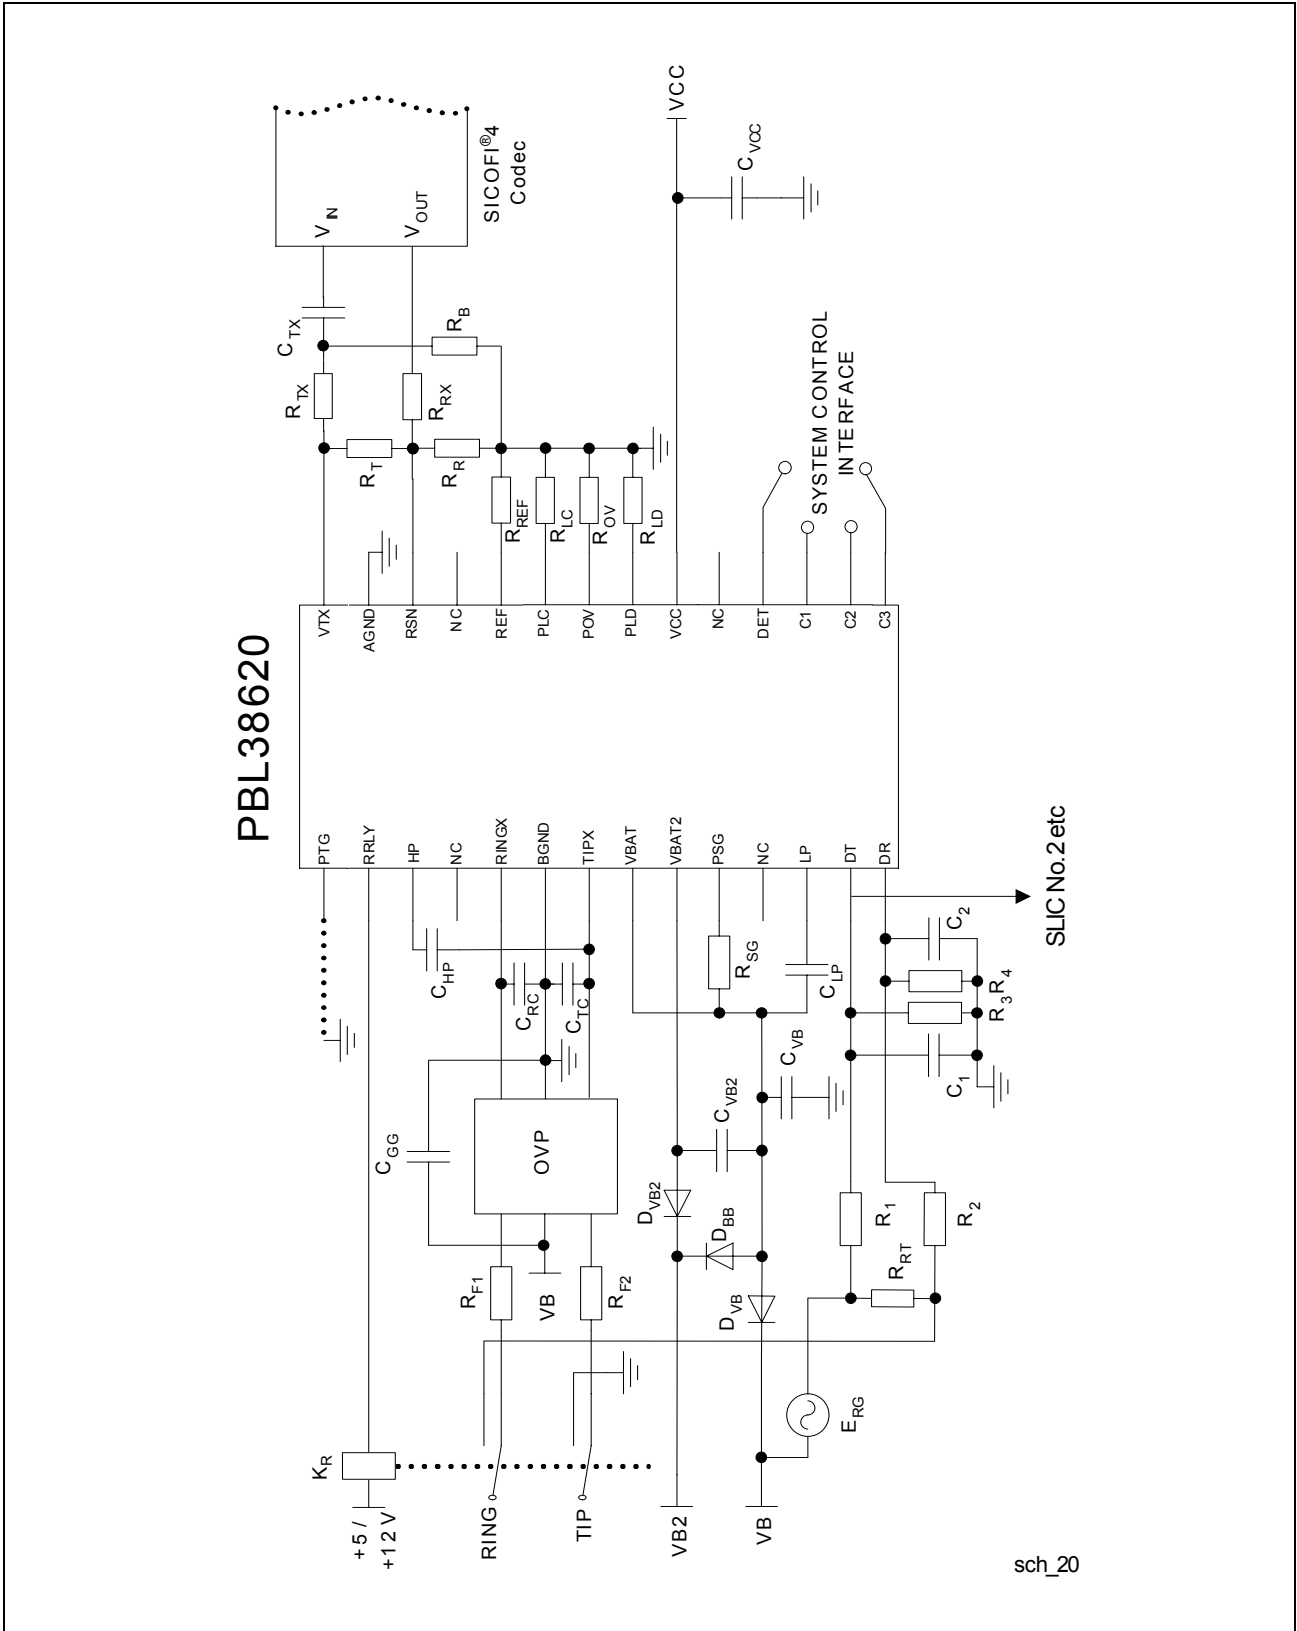 PBL38620
+5 /
+12 V
K_R
RING
TIP
VB2
VB
R_F1
VB
R_F2
C_GG
OVP
C_HP
C_RC
C_TC
D_VB2
D_BB
D_VB
C_VB2
C_VB
R_SG
C_LP
E_RG
R_RT
R_1
R_2
C_1
R_3
R_4
C_2
SLIC No.2 etc
PTG
RRLY
HP
NC
RINGX
BGND
TIPX
VBAT
VBAT2
PSG
NC
LP
DT
DR
VTX
AGND
RSN
NC
REF
PLC
POV
PLD
VCC
NC
DET
C1
C2
C3
R_TX
C_TX
R_T
R_R
R_RX
R_B
R_REF
R_LC
R_OV
R_LD
V_IN
V_OUT
SICOFI®4
Codec
VCC
C_VCC
SYSTEM CONTROL
INTERFACE
sch_20